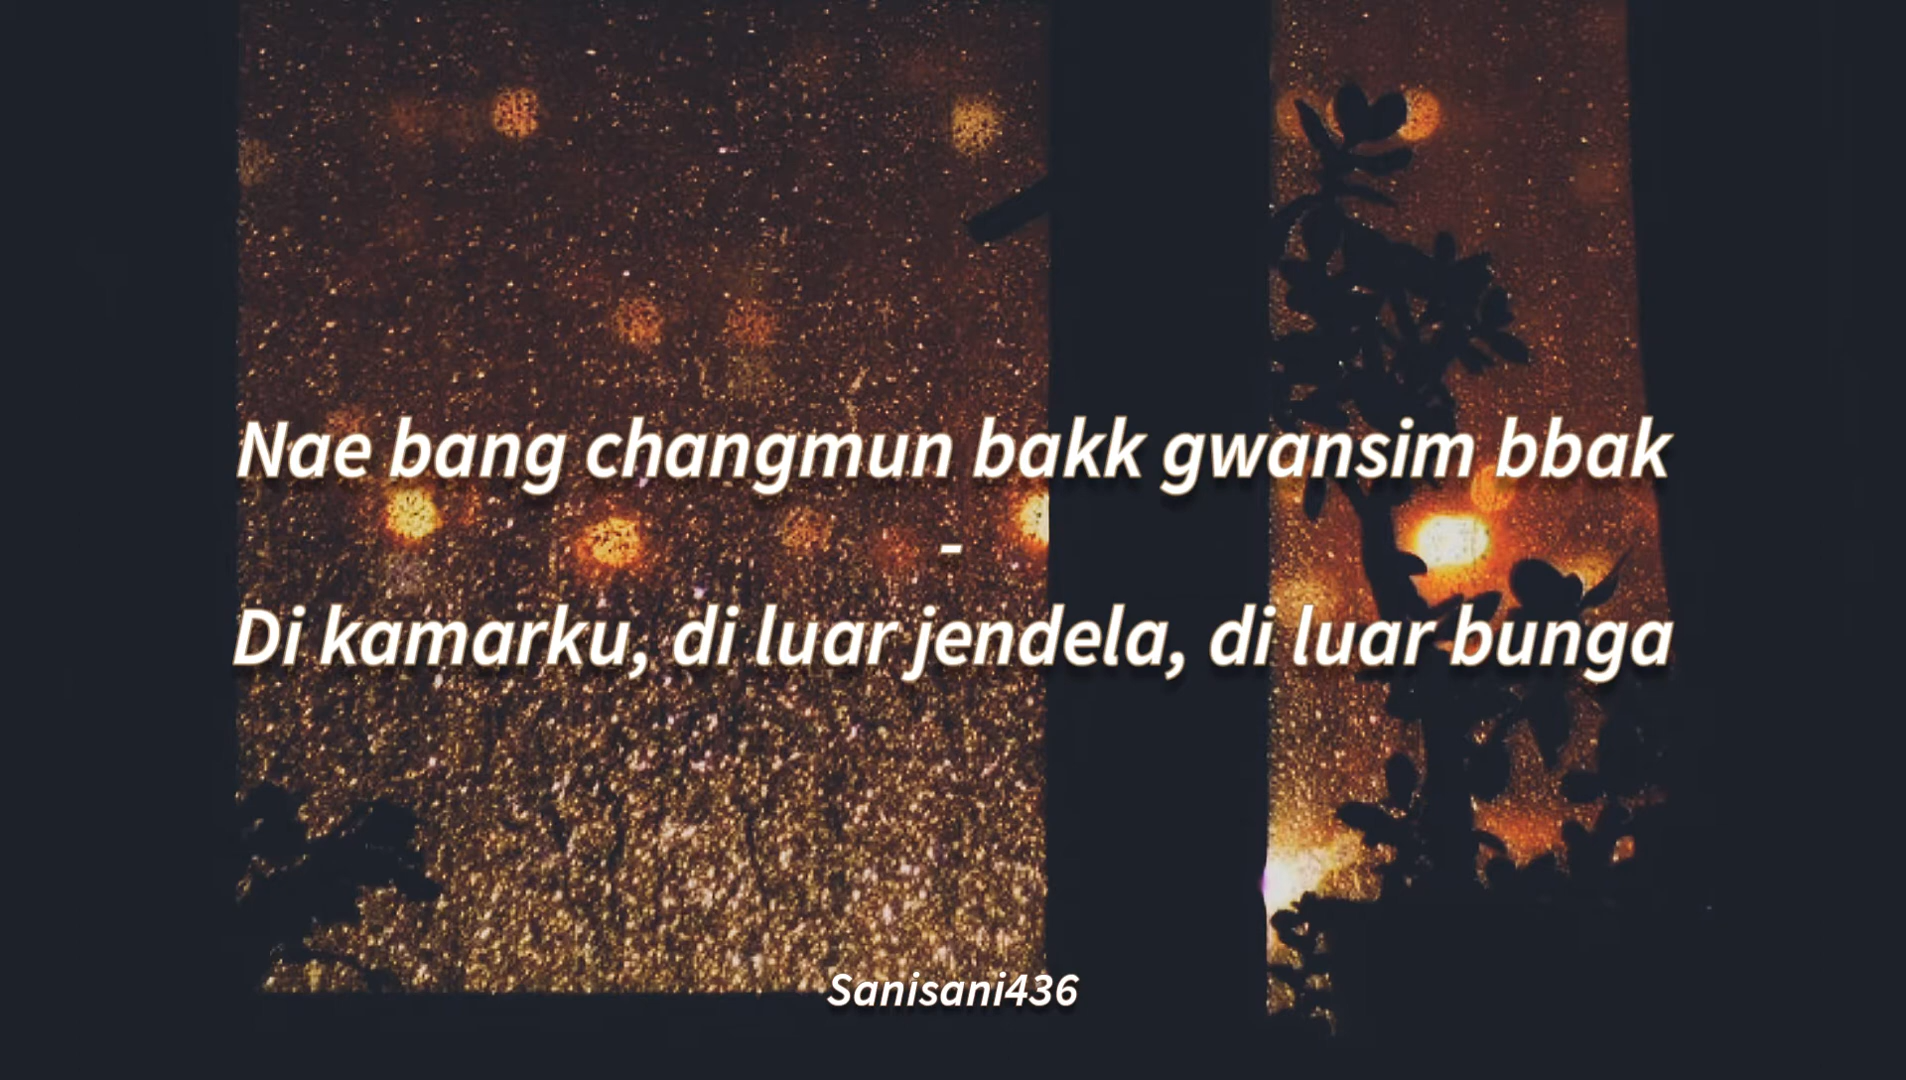 Nae bang changmun bakk gwansim bbak
-
Di kamarku, di luar jendela, di luar bunga
Sanisani436